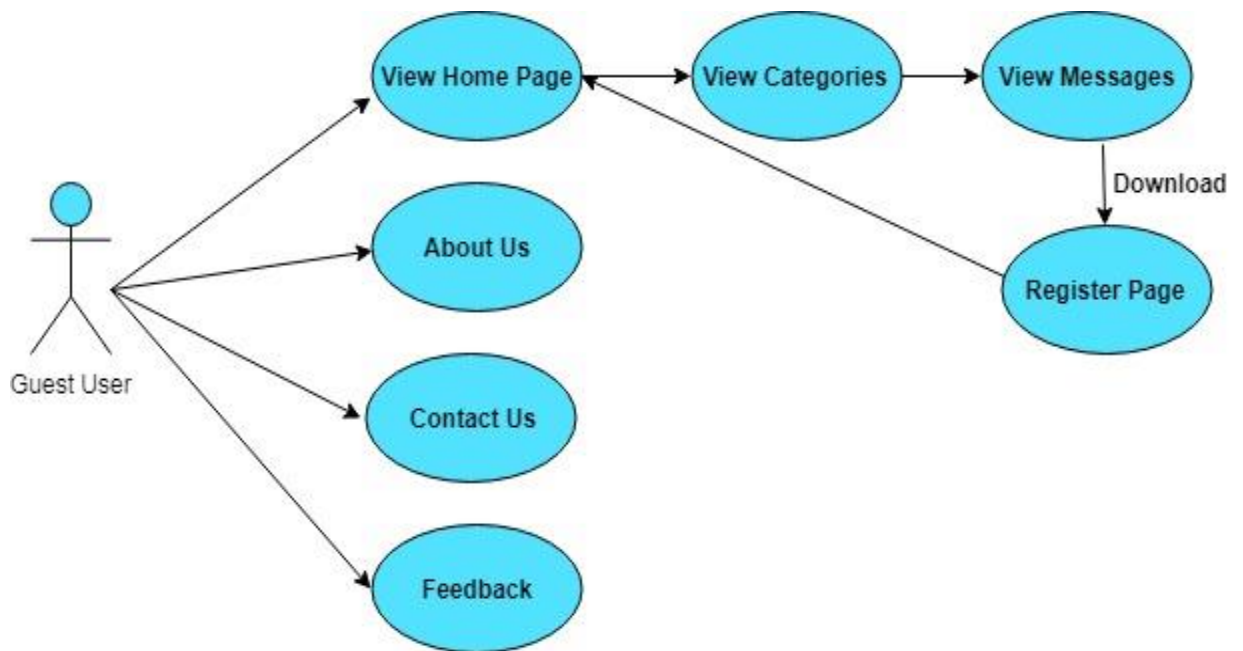 View Home Page
View Categories
View Messages
Download
About Us
Register Page
Guest User
Contact Us
Feedback